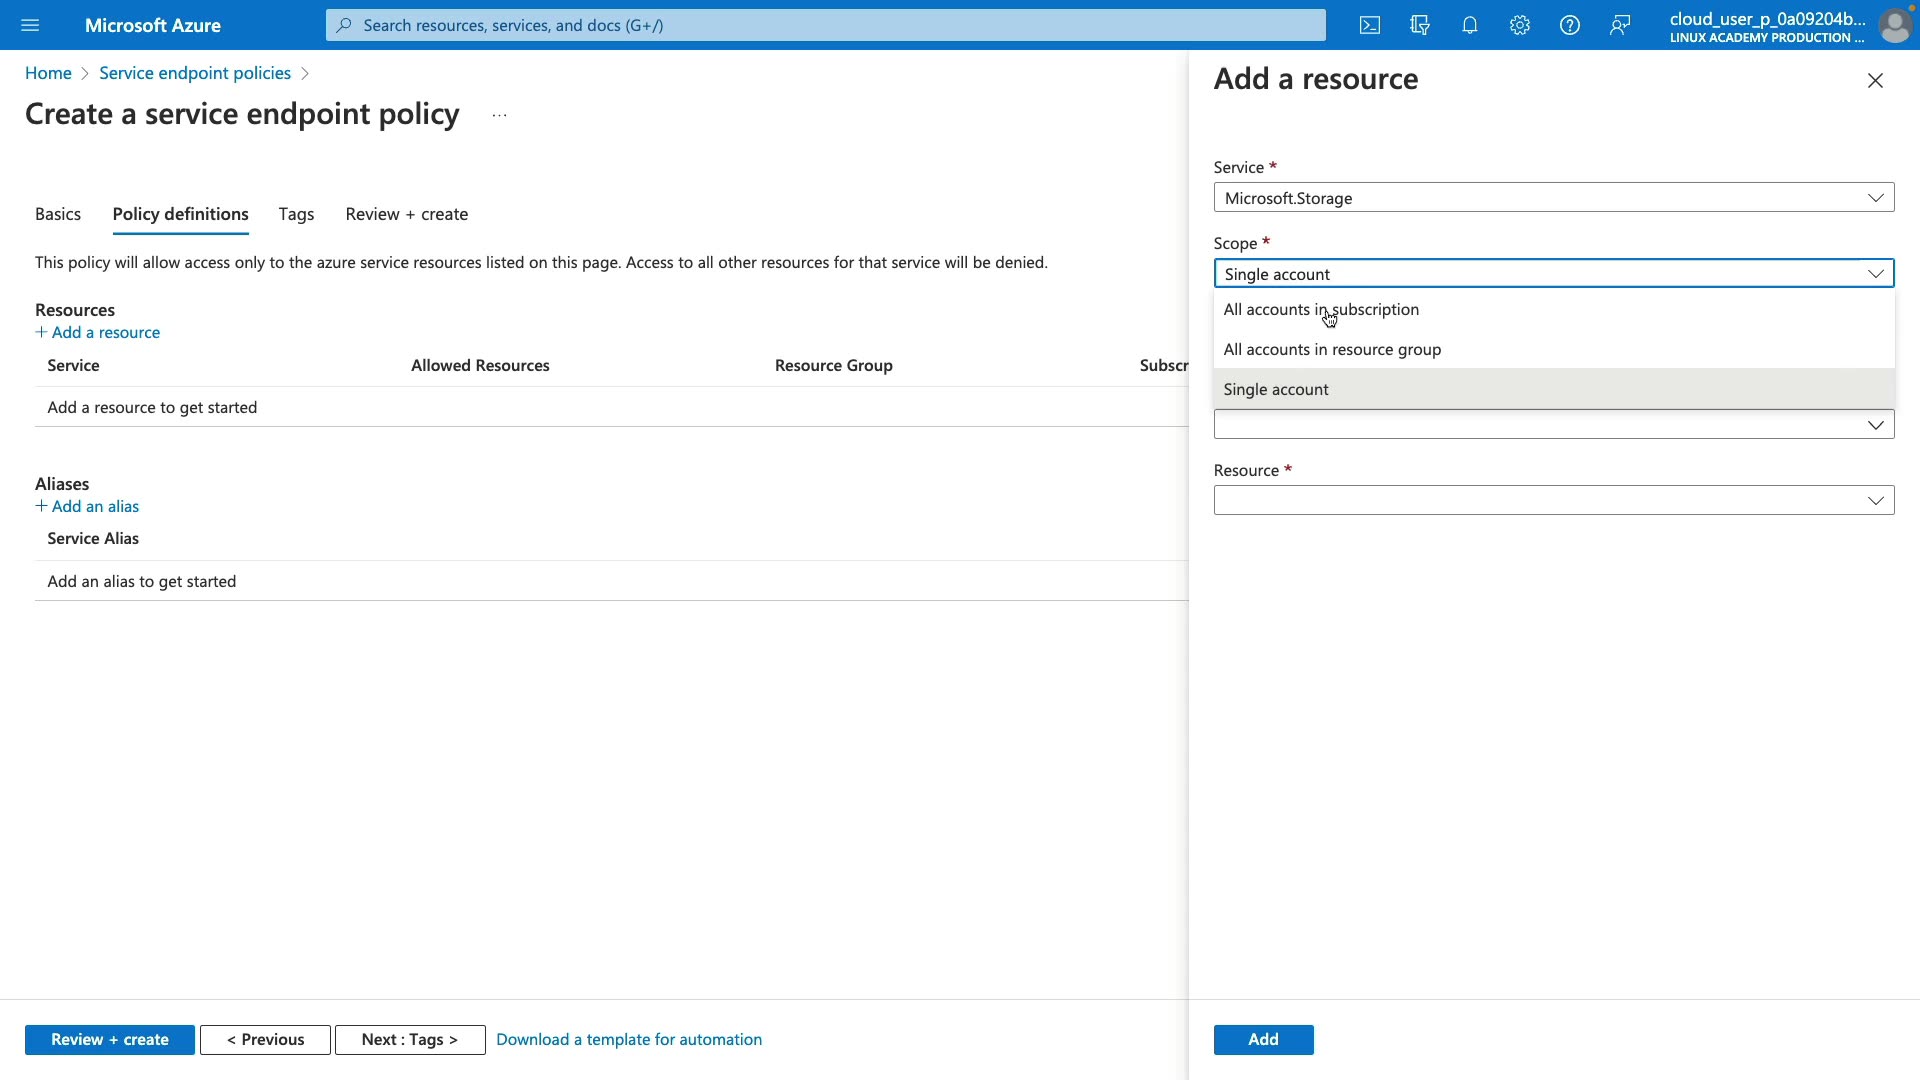 Microsoft Azure
Search resources, services, and docs (G+/)
cloud_user_p_0a09204b...
LINUX ACADEMY PRODUCTION ...
Home
Service endpoint policies
Create a service endpoint policy
...
Basics
Policy definitions
Tags
Review + create
This policy will allow access only to the azure service resources listed on this page. Access to all other resources for that service will be denied.
Resources
+ Add a resource
Service
Allowed Resources
Resource Group
Subscr
Add a resource to get started
Aliases
+ Add an alias
Service Alias
Add an alias to get started
Review + create
< Previous
Next : Tags >
Download a template for automation
Add a resource
Service *
Microsoft.Storage
Scope *
Single account
All accounts in subscription
All accounts in resource group
Single account
Resource *
Add